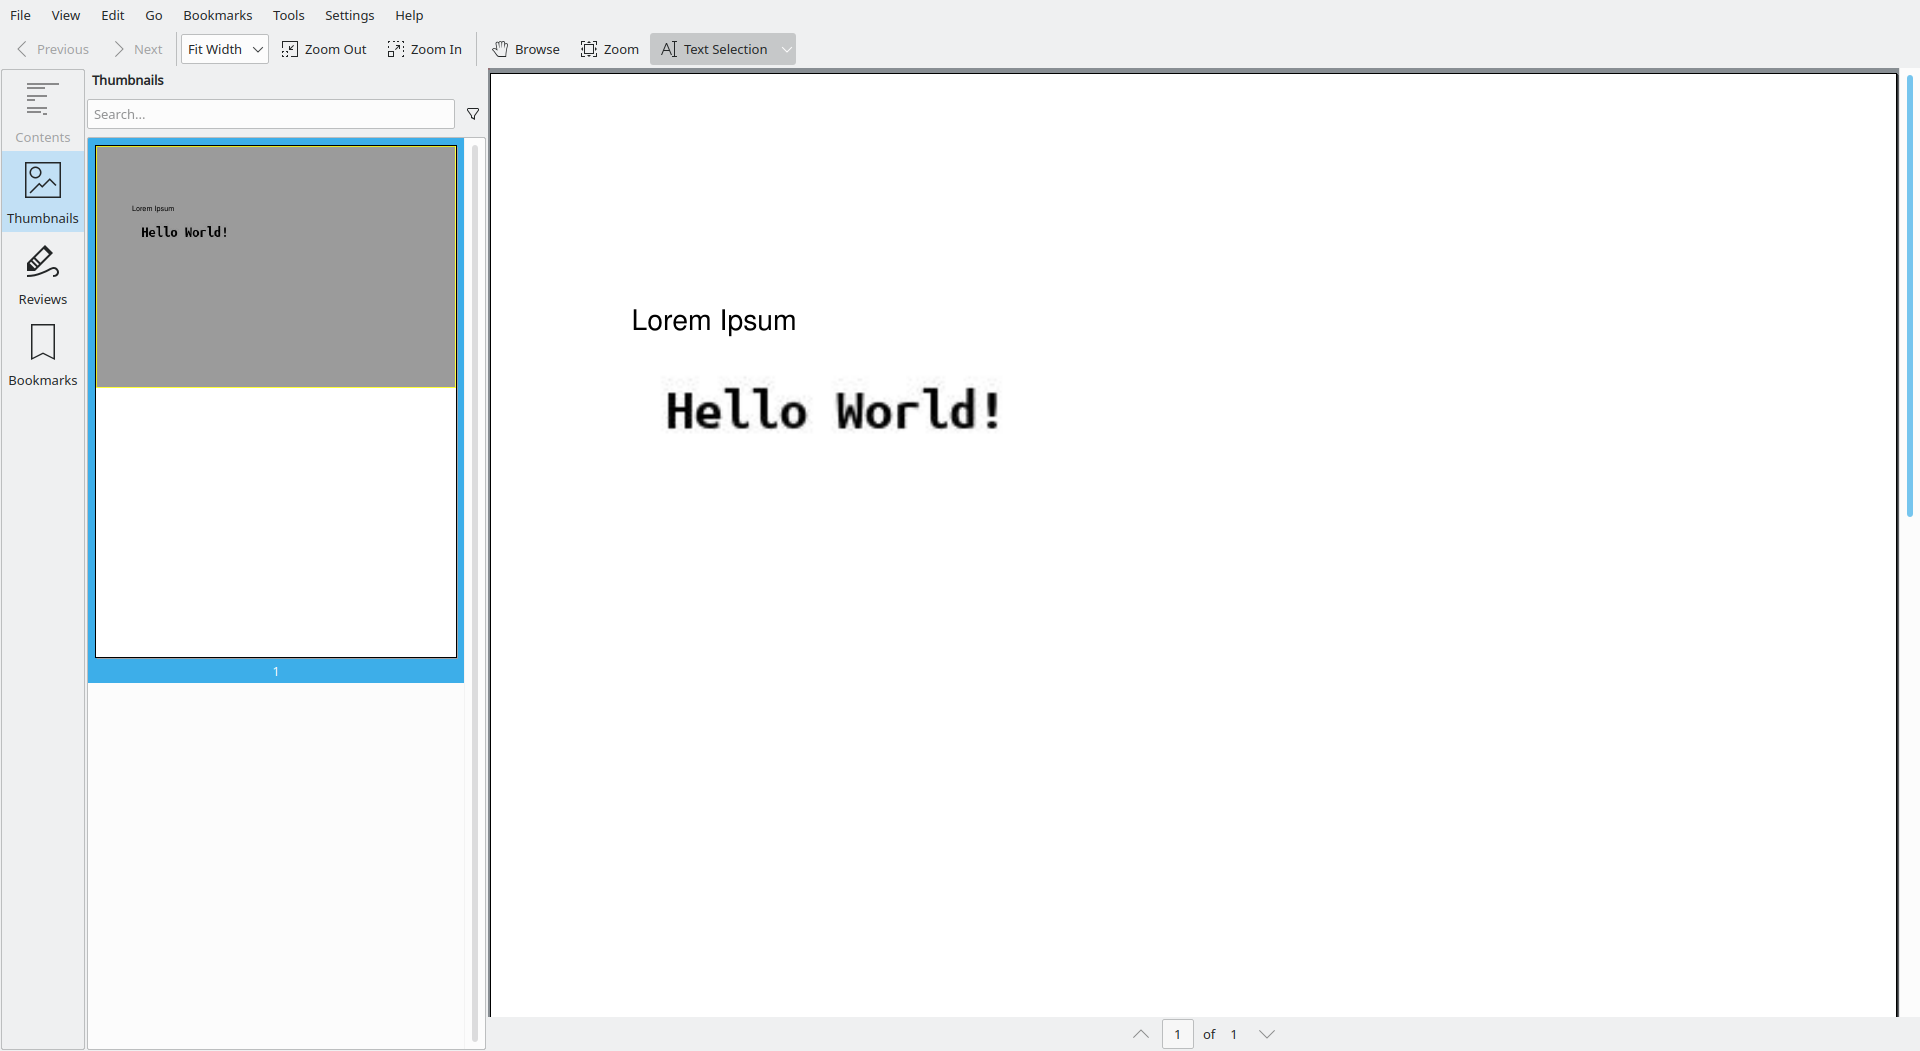 File View Edit Go Bookmarks Tools Settings Help
Previous Next Fit Width Zoom Out Zoom In Browse Zoom Text Selection
Contents
Thumbnails
Reviews
Bookmarks
Thumbnails
Search...
Lorem Ipsum
Hello World!
1
Lorem Ipsum
Hello World!
1 of 1